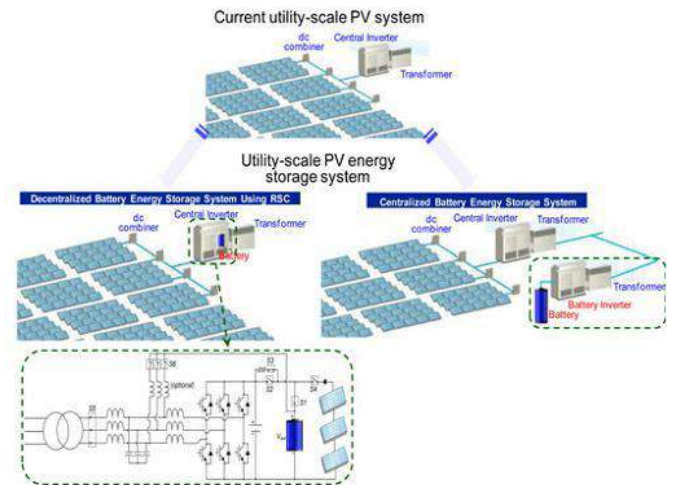 Current utility-scale PV system
dc
combiner
Central Inverter
Transformer
Utility-scale PV energy
storage system
Decentralized Battery Energy Storage System Using RSC
Central Inverter
Transformer
dc
combiner
Battery
Centralized Battery Energy Storage System
dc
combiner
Central Inverter
Transformer
Transformer
Battery Inverter
Battery
(optional)